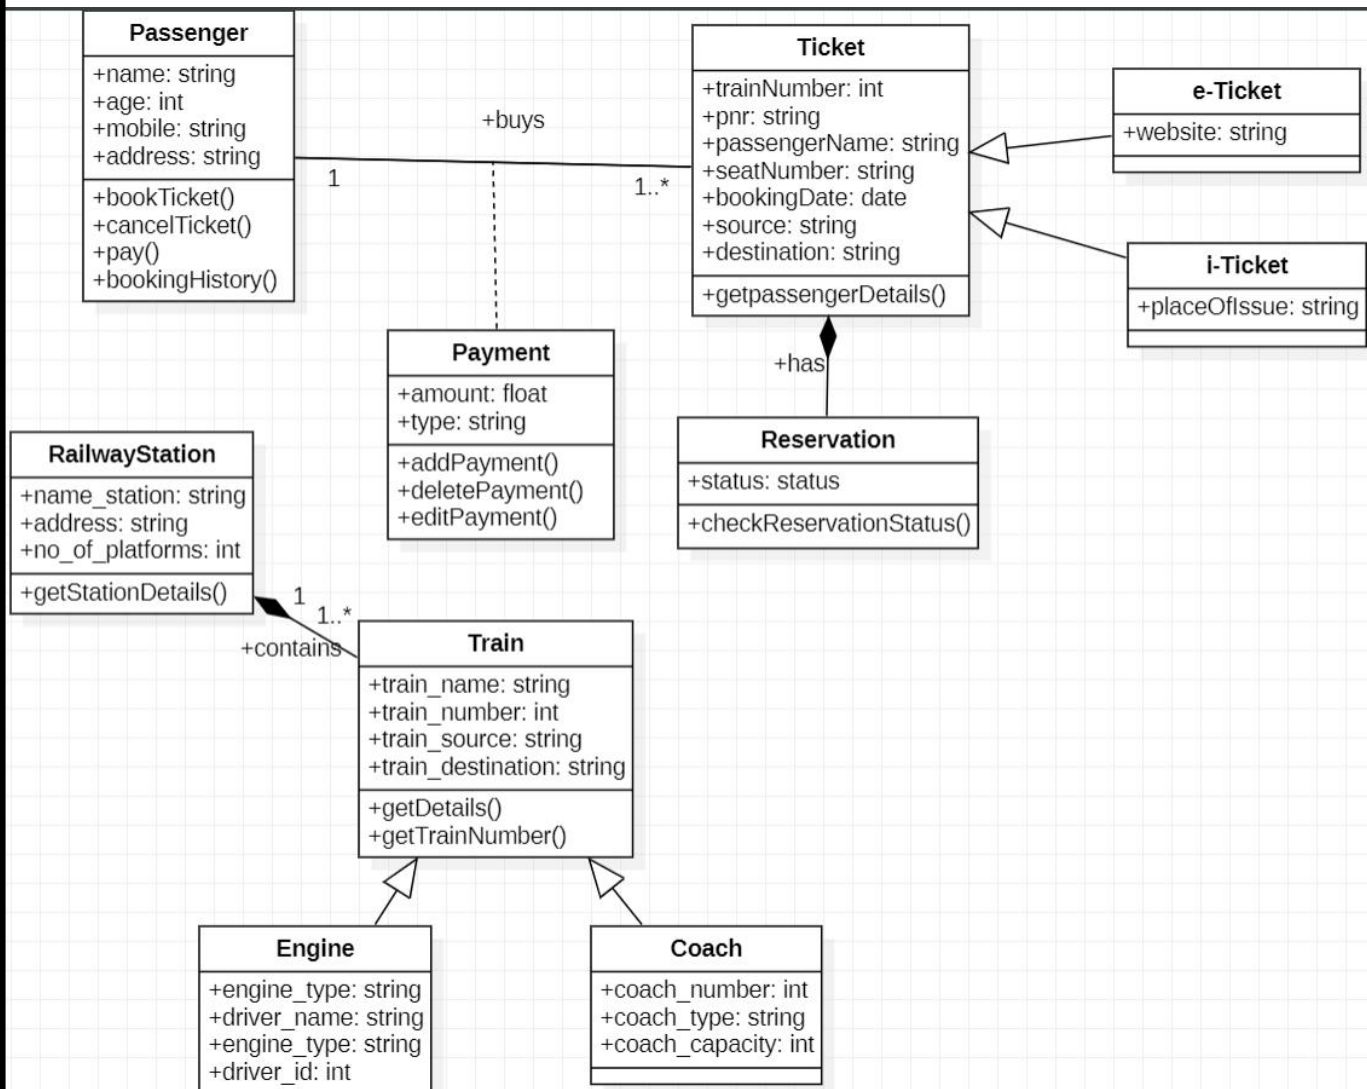 Passenger
+name: string
+age: int
+mobile: string
+address: string
+bookTicket()
+cancelTicket()
+pay()
+bookingHistory()
+buys
1
1..*
Ticket
+trainNumber: int
+pnr: string
+passengerName: string
+seatNumber: string
+bookingDate: date
+source: string
+destination: string
+getpassengerDetails()
e-Ticket
+website: string
i-Ticket
+placeOfIssue: string
Payment
+amount: float
+type: string
+addPayment()
+deletePayment()
+editPayment()
+has
Reservation
+status: status
+checkReservationStatus()
RailwayStation
+name_station: string
+address: string
+no_of_platforms: int
+getStationDetails()
1
1..*
+contains
Train
+train_name: string
+train_number: int
+train_source: string
+train_destination: string
+getDetails()
+getTrainNumber()
Engine
+engine_type: string
+driver_name: string
+engine_type: string
+driver_id: int
Coach
+coach_number: int
+coach_type: string
+coach_capacity: int